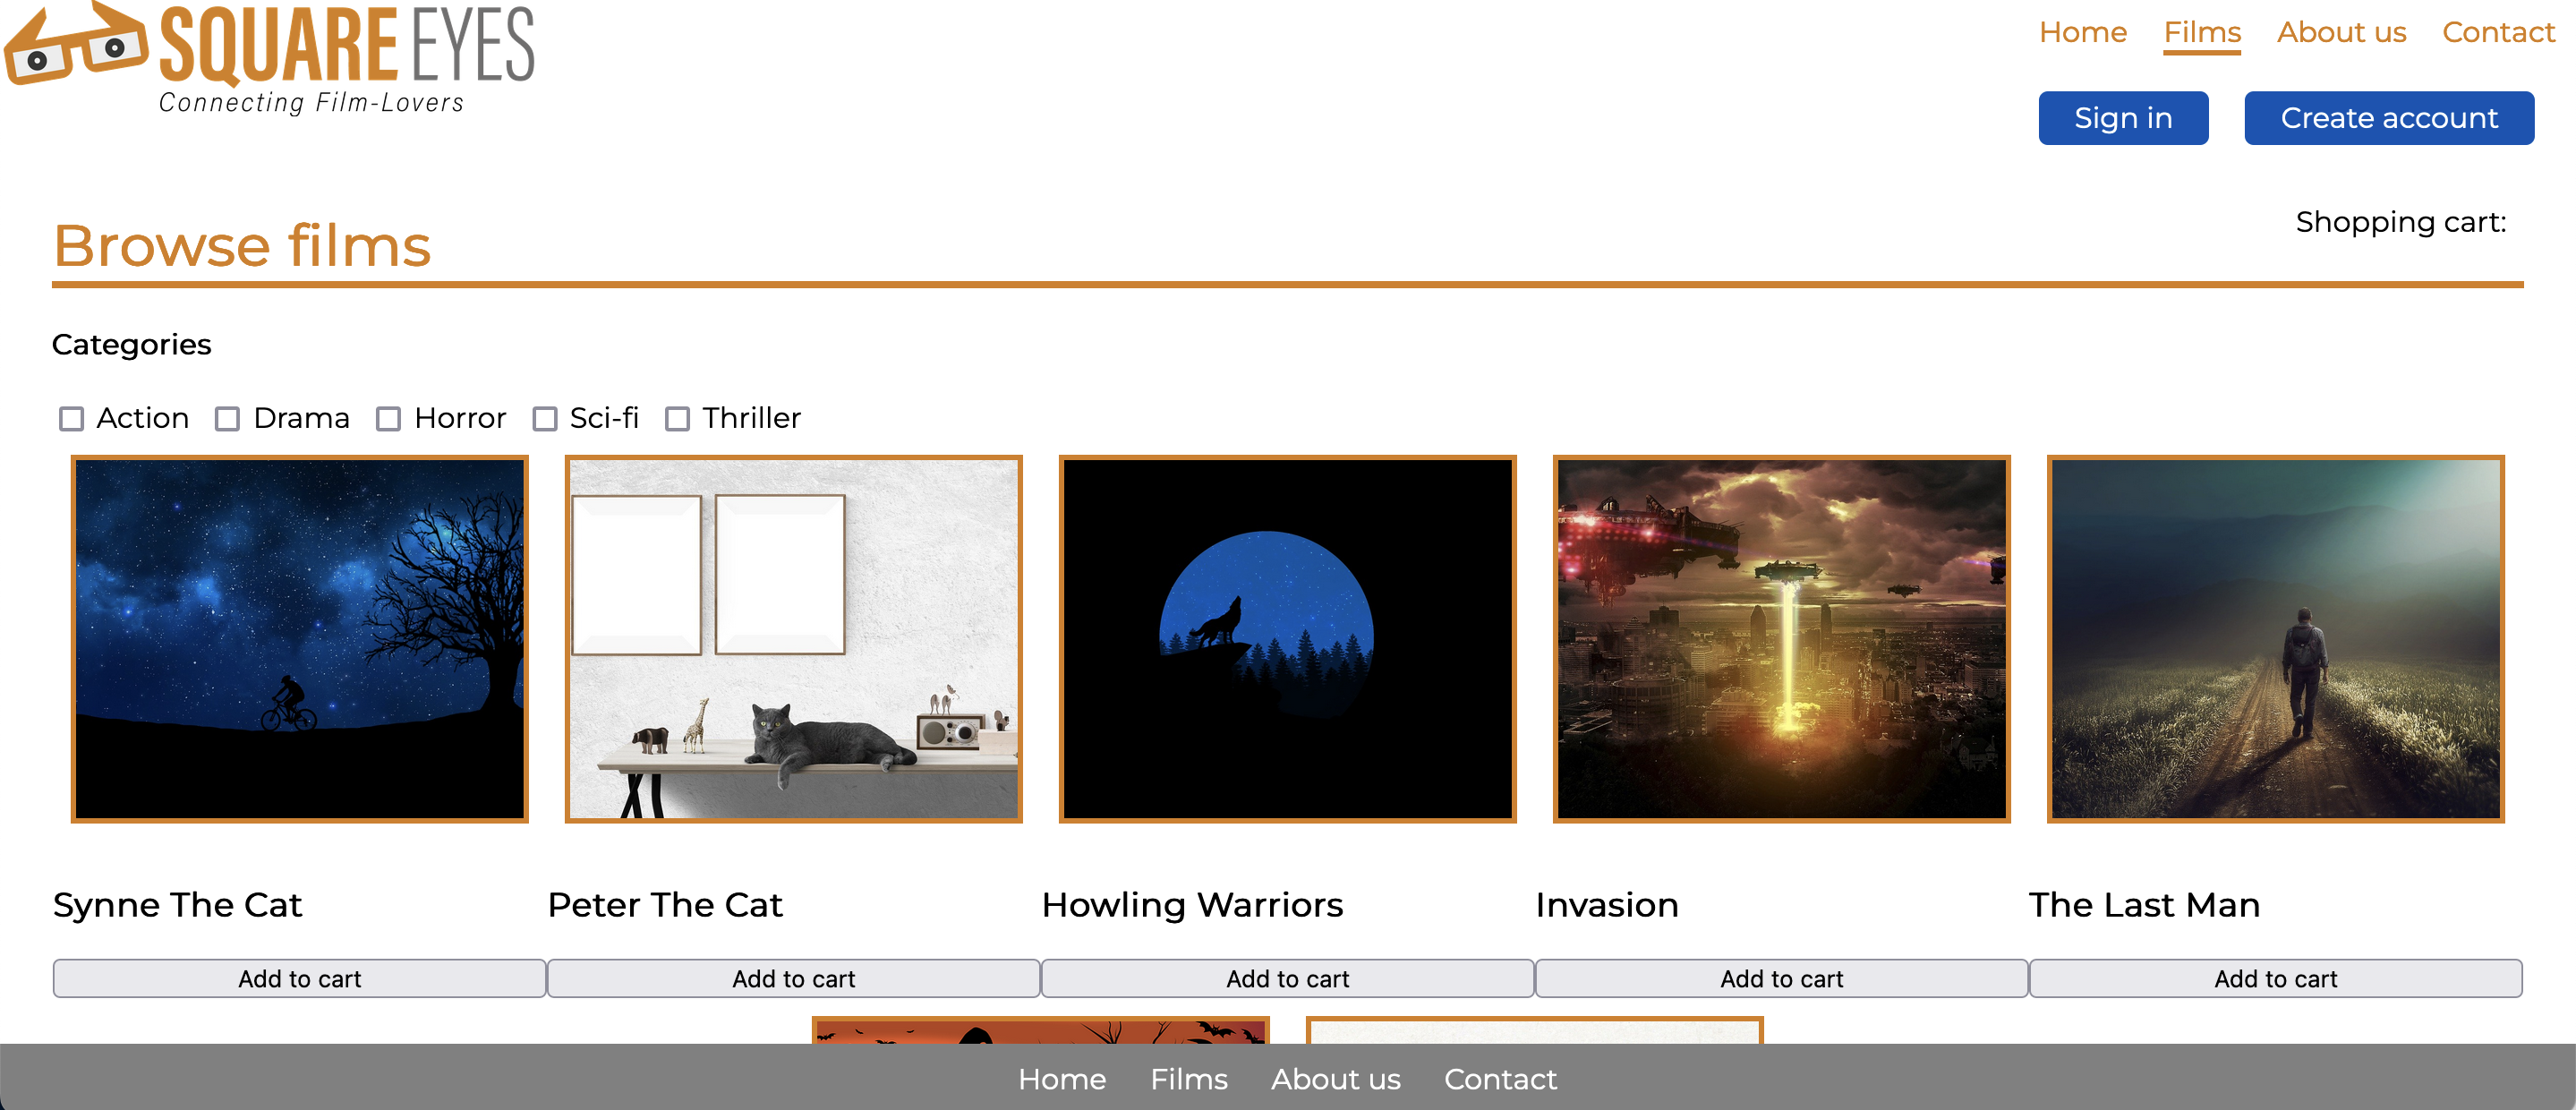 SQUARE EYES
Connecting Film-Lovers
Home Films About us Contact
Sign in Create account
Browse films
Shopping cart:
Categories
Action Drama Horror Sci-fi Thriller
Synne The Cat Peter The Cat Howling Warriors Invasion The Last Man
Add to cart Add to cart Add to cart Add to cart Add to cart
Home Films About us Contact